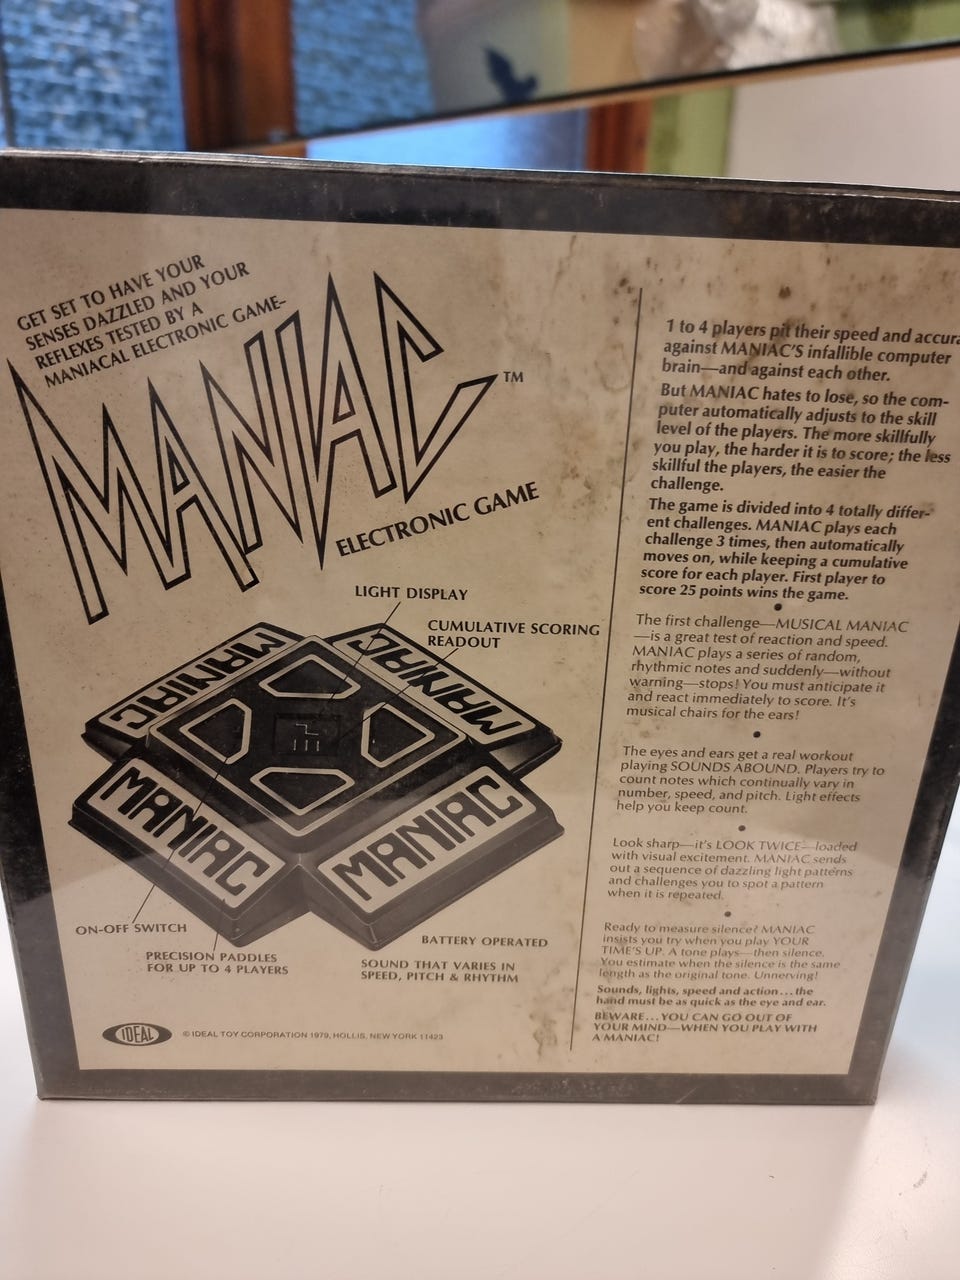 GET SET TO HAVE YOUR
SENSES DAZZLED AND YOUR
REFLEXES TESTED BY A
MANIACAL ELECTRONIC GAME-
MANIAC™
ELECTRONIC GAME
LIGHT DISPLAY
CUMULATIVE SCORING
READOUT
MANIAC
MANIAC
MANIAC
MANIAC
ON-OFF SWITCH
PRECISION PADDLES
FOR UP TO 4 PLAYERS
BATTERY OPERATED
SOUND THAT VARIES IN
SPEED, PITCH & RHYTHM
IDEAL
© IDEAL TOY CORPORATION 1979, HOLLIS, NEW YORK 11423
1 to 4 players pit their speed and accura
against MANIAC'S infallible computer
brain—and against each other.
But MANIAC hates to lose, so the com-
puter automatically adjusts to the skill
level of the players. The more skillfully
you play, the harder it is to score; the less
skillful the players, the easier the
challenge.
The game is divided into 4 totally differ-
ent challenges. MANIAC plays each
challenge 3 times, then automatically
moves on, while keeping a cumulative
score for each player. First player to
score 25 points wins the game.
The first challenge—MUSICAL MANIAC
—is a great test of reaction and speed.
MANIAC plays a series of random,
rhythmic notes and suddenly—without
warning—stops! You must anticipate it
and react immediately to score. It's
musical chairs for the ears!
The eyes and ears get a real workout
playing SOUNDS ABOUND. Players try to
count notes which continually vary in
number, speed, and pitch. Light effects
help you keep count.
Look sharp—it's LOOK TWICE—loaded
with visual excitement. MANIAC sends
out a sequence of dazzling light patterns
and challenges you to spot a pattern
when it is repeated.
Ready to measure silence? MANIAC
insists you try when you play YOUR
TIME'S UP. A tone plays—then silence.
You estimate when the silence is the same
length as the original tone. Unnerving!
Sounds, lights, speed and action...the
hand must be as quick as the eye and ear.
BEWARE...YOU CAN GO OUT OF
YOUR MIND—WHEN YOU PLAY WITH
A MANIAC!